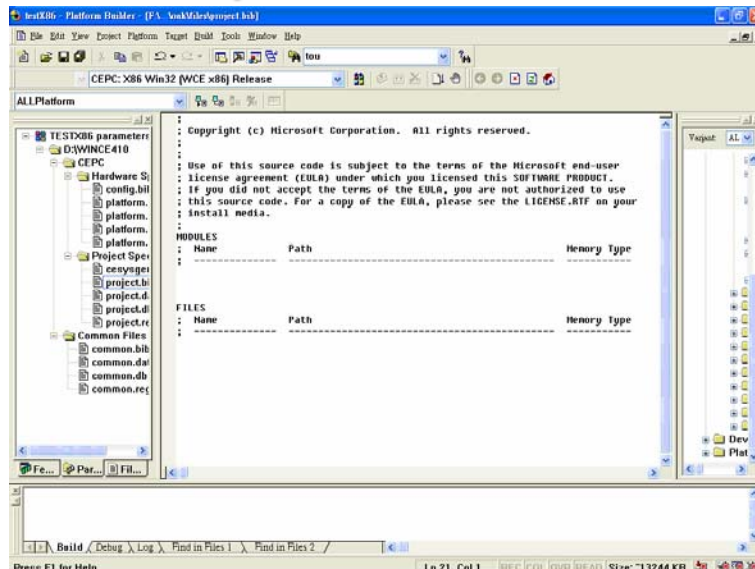 testX86 - Platform Builder - [F:\...\oak\files\project.bib]
File Edit View Project Platform Target Build Tools Window Help
tou
CEPC: X86 Win32 (WCE x86) Release
ALLPlatform
TESTX86 parameters
D:\WINCE410
CEPC
Hardware Sp
config.bil
platform.
platform.
platform.
platform.
Project Spec
cesysgen
project.bi
project.da
project.dl
project.re
Common Files
common.bib
common.dat
common.db
common.reg
Fe... Par... Fil...
;
; Copyright (c) Microsoft Corporation. All rights reserved.
;
;
; Use of this source code is subject to the terms of the Microsoft end-user
; license agreement (EULA) under which you licensed this SOFTWARE PRODUCT.
; If you did not accept the terms of the EULA, you are not authorized to use
; this source code. For a copy of the EULA, please see the LICENSE.RTF on your
; install media.
;
MODULES
; Name Path Memory Type
; -------------- ---------------------------------------------------- -----------
FILES
; Name Path Memory Type
; -------------- ---------------------------------------------------- -----------
Variant: AL
Dev
Plat
Build Debug Log Find in Files 1 Find in Files 2
Press F1 for Help
Ln 21, Col 1 REC COL OVR READ Size: ~13244 KB